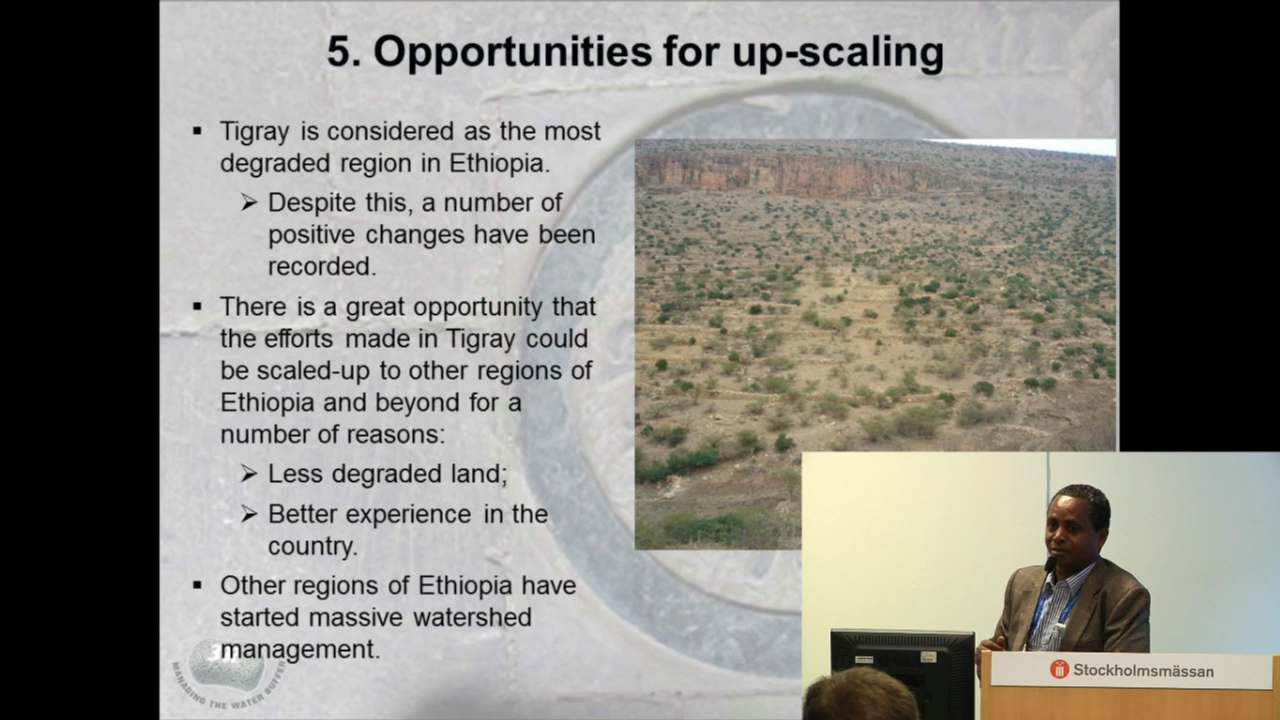 5. Opportunities for up-scaling
▪ Tigray is considered as the most
degraded region in Ethiopia.
➢ Despite this, a number of
positive changes have been
recorded.
▪ There is a great opportunity that
the efforts made in Tigray could
be scaled-up to other regions of
Ethiopia and beyond for a
number of reasons:
➢ Less degraded land;
➢ Better experience in the
country.
▪ Other regions of Ethiopia have
started massive watershed
management.
MANAGING THE WATER BUFFER
Stockholmsmässan